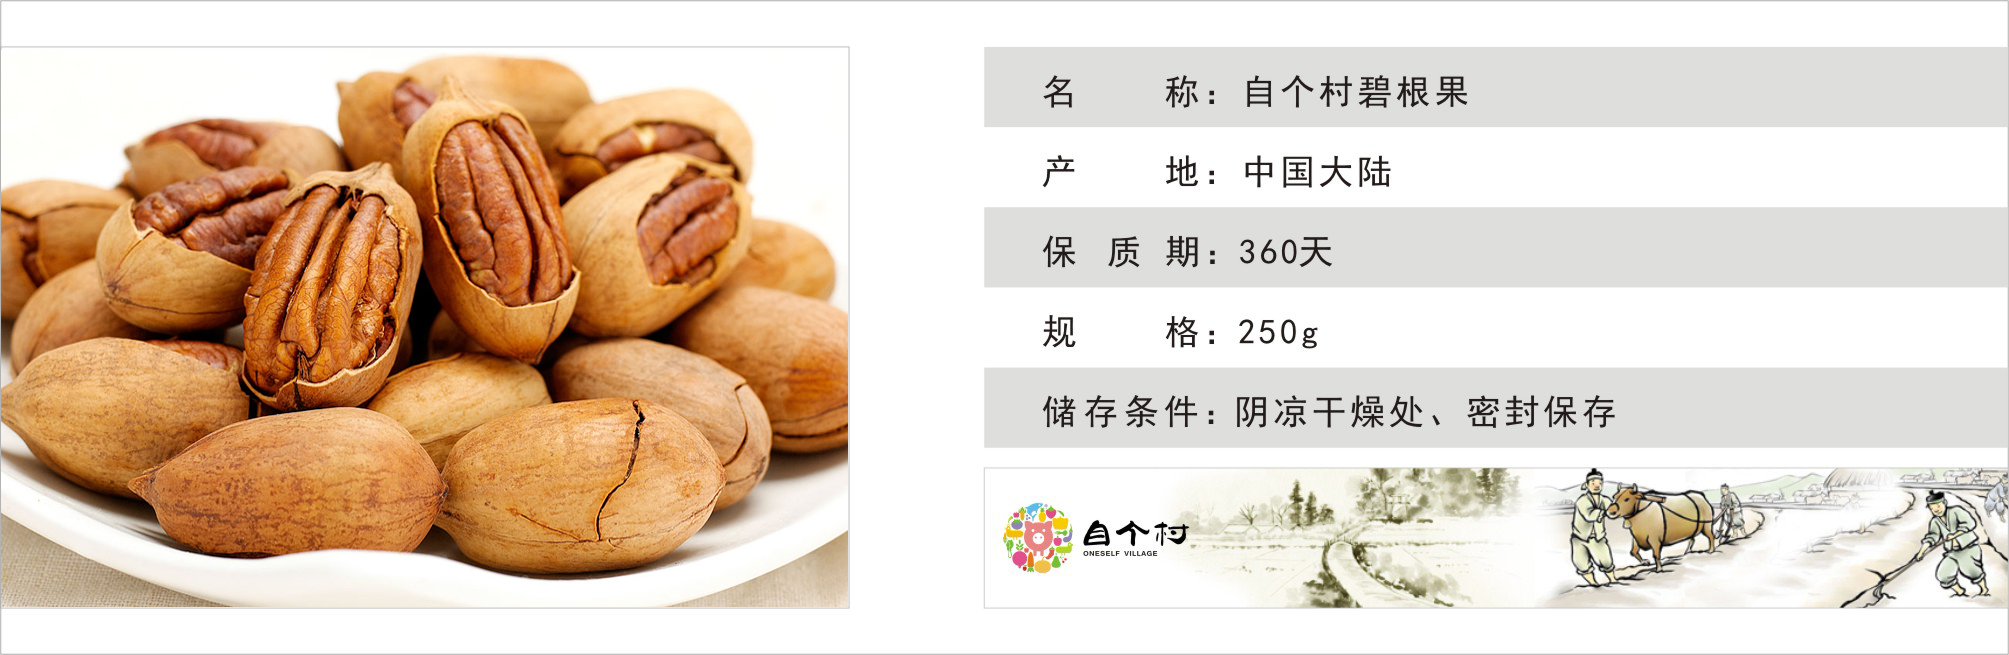 名 称：自个村碧根果
产 地：中国大陆
保 质 期：360天
规 格：250g
储存条件：阴凉干燥处、密封保存
自个村
ONESELF VILLAGE